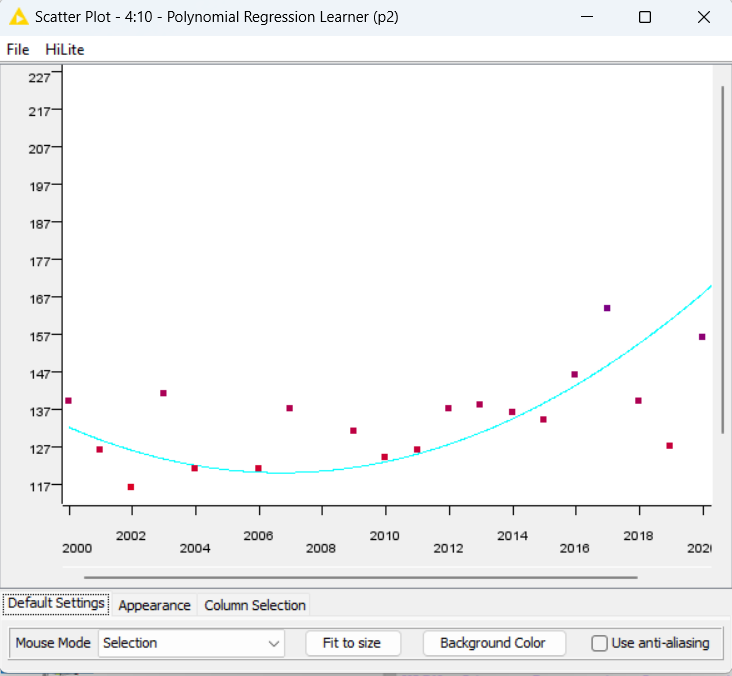 Scatter Plot - 4:10 - Polynomial Regression Learner (p2)
File HiLite
227
217
207
197
187
177
167
157
147
137
127
117
2002 2006 2010 2014 2018
2000 2004 2008 2012 2016
Default Settings Appearance Column Selection
Mouse Mode Selection Fit to size Background Color Use anti-aliasing